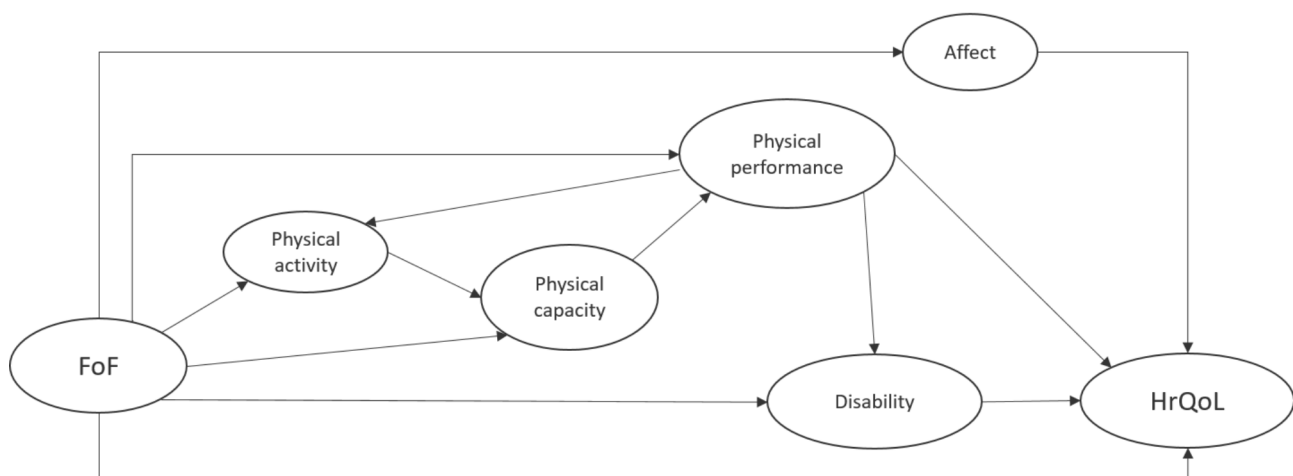 Affect
Physical
performance
Physical
activity
Physical
capacity
FoF
Disability
HrQoL